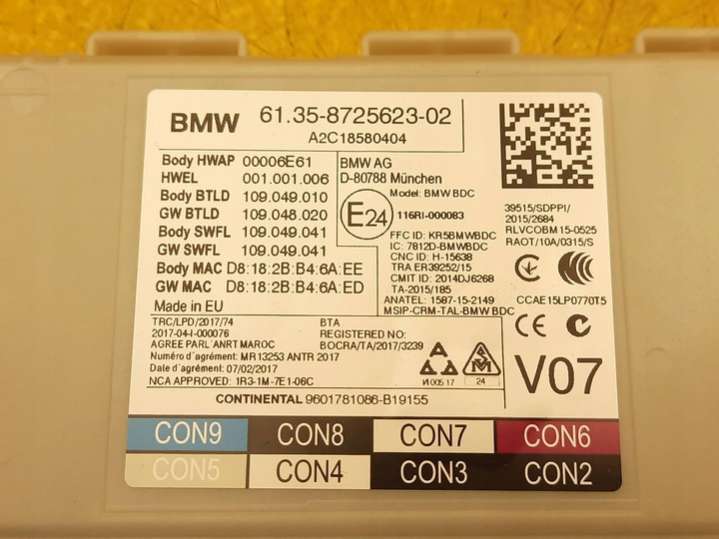 BMW 61.35-8725623-02
A2C18580404
Body HWAP 00006E61
HWEL 001.001.006
Body BTLD 109.049.010
GW BTLD 109.048.020
Body SWFL 109.049.041
GW SWFL 109.049.041
Body MAC D8:18:2B:B4:6A:EE
GW MAC D8:18:2B:B4:6A:ED
Made in EU
BMW AG
D-80788 München
Model: BMW BDC
E24
116RI-000083
FFC ID: KR5BMWBDC
IC: 7812D-BMWBDC
CNC ID: H-15638
TRA ER39252/15
CMIT ID: 2014DJ6268
TA-2015/185
ANATEL: 1587-15-2149
MSIP-CRM-TAL-BMW BDC
39515/SDPPI/
2015/2684
RLVCOBM 15-0525
RAOT/10A/0315/S
CCAE15LP0770T5
CE
TRC/LPD/2017/74
2017-04-I-000076
AGREE PARL ANRT MAROC
Numéro d'agrément: MR13253 ANTR 2017
Date d'agrément: 07/02/2017
NCA APPROVED: 1R3-1M-7E1-06C
BTA
REGISTERED NO:
BOCRA/TA/2017/3239
И 005 17
24
V07
CONTINENTAL 9601781086-B19155
CON9 CON8 CON7 CON6
CON5 CON4 CON3 CON2